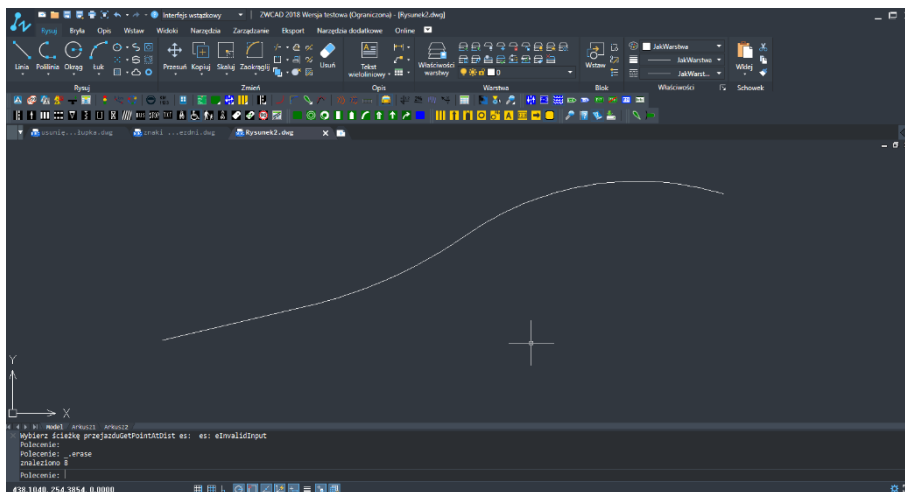 Interfejs wstążkowy
ZWCAD 2018 Wersja testowa (Ograniczona) - [Rysunek2.dwg]
Rysuj Bryła Opis Wstaw Widoki Narzędzia Zarządzanie Eksport Narzędzia dodatkowe Online
Linia Polilinia Okrąg Łuk Przesuń Kopiuj Skaluj Zaokrąglij Usuń Tekst wieloliniowy Właściwości warstwy 0 Wstaw JakWarstwa Wklej
JakWarstwa
JakWarst...
Rysuj Zmień Opis Warstwa Blok Właściwości Schowek
Rysunek2.dwg
Y
X
Model Arkusz1 Arkusz2
Wybierz ścieżkę przejazduGetPointAtDist es: es: eInvalidInput
Polecenie:
Polecenie: _.erase
znaleziono 8
Polecenie:
438.1040, 254.3854, 0.0000